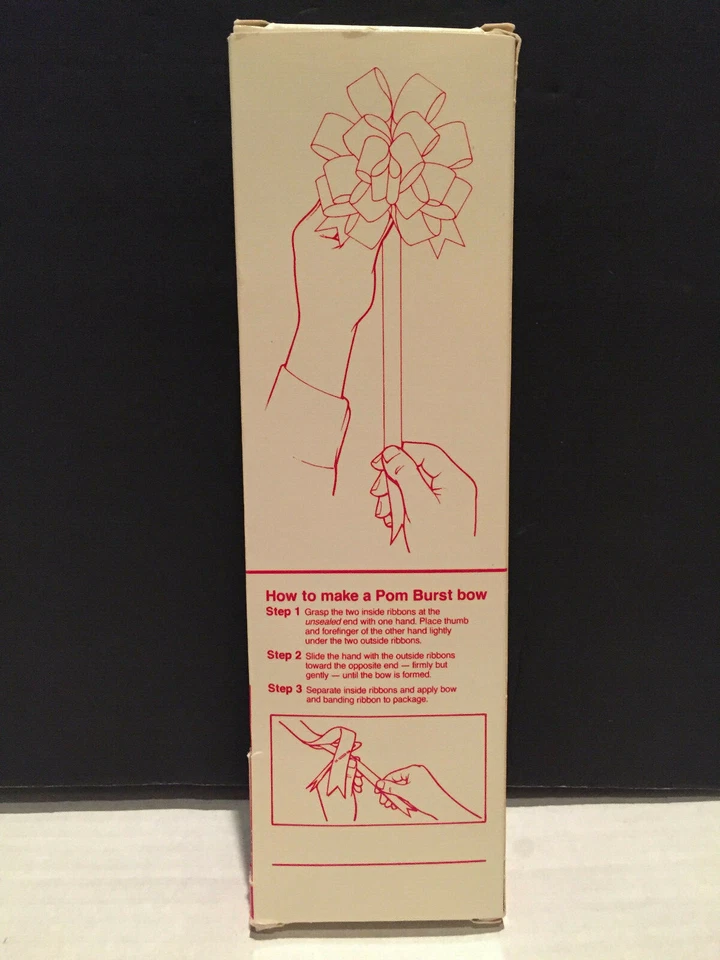 How to make a Pom Burst bow
Step 1 Grasp the two inside ribbons at the
unsealed end with one hand. Place thumb
and forefinger of the other hand lightly
under the two outside ribbons.
Step 2 Slide the hand with the outside ribbons
toward the opposite end — firmly but
gently — until the bow is formed.
Step 3 Separate inside ribbons and apply bow
and banding ribbon to package.